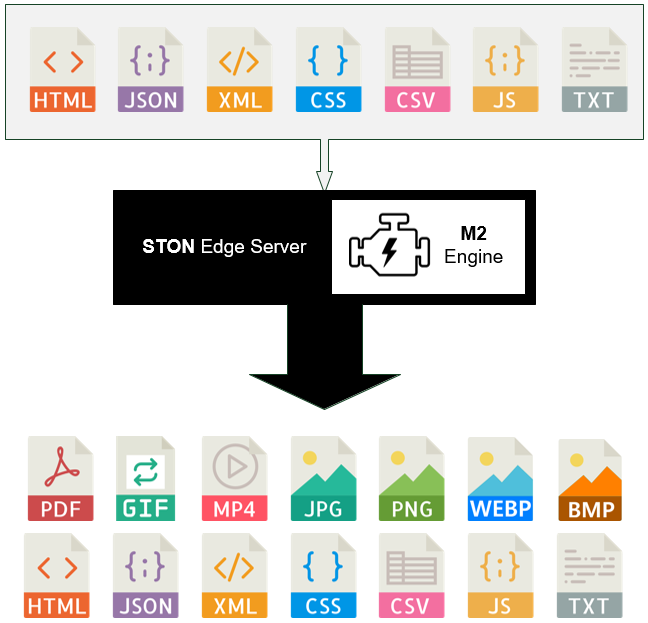 HTML JSON XML CSS CSV JS TXT
STON Edge Server
M2
Engine
PDF GIF MP4 JPG PNG WEBP BMP
HTML JSON XML CSS CSV JS TXT